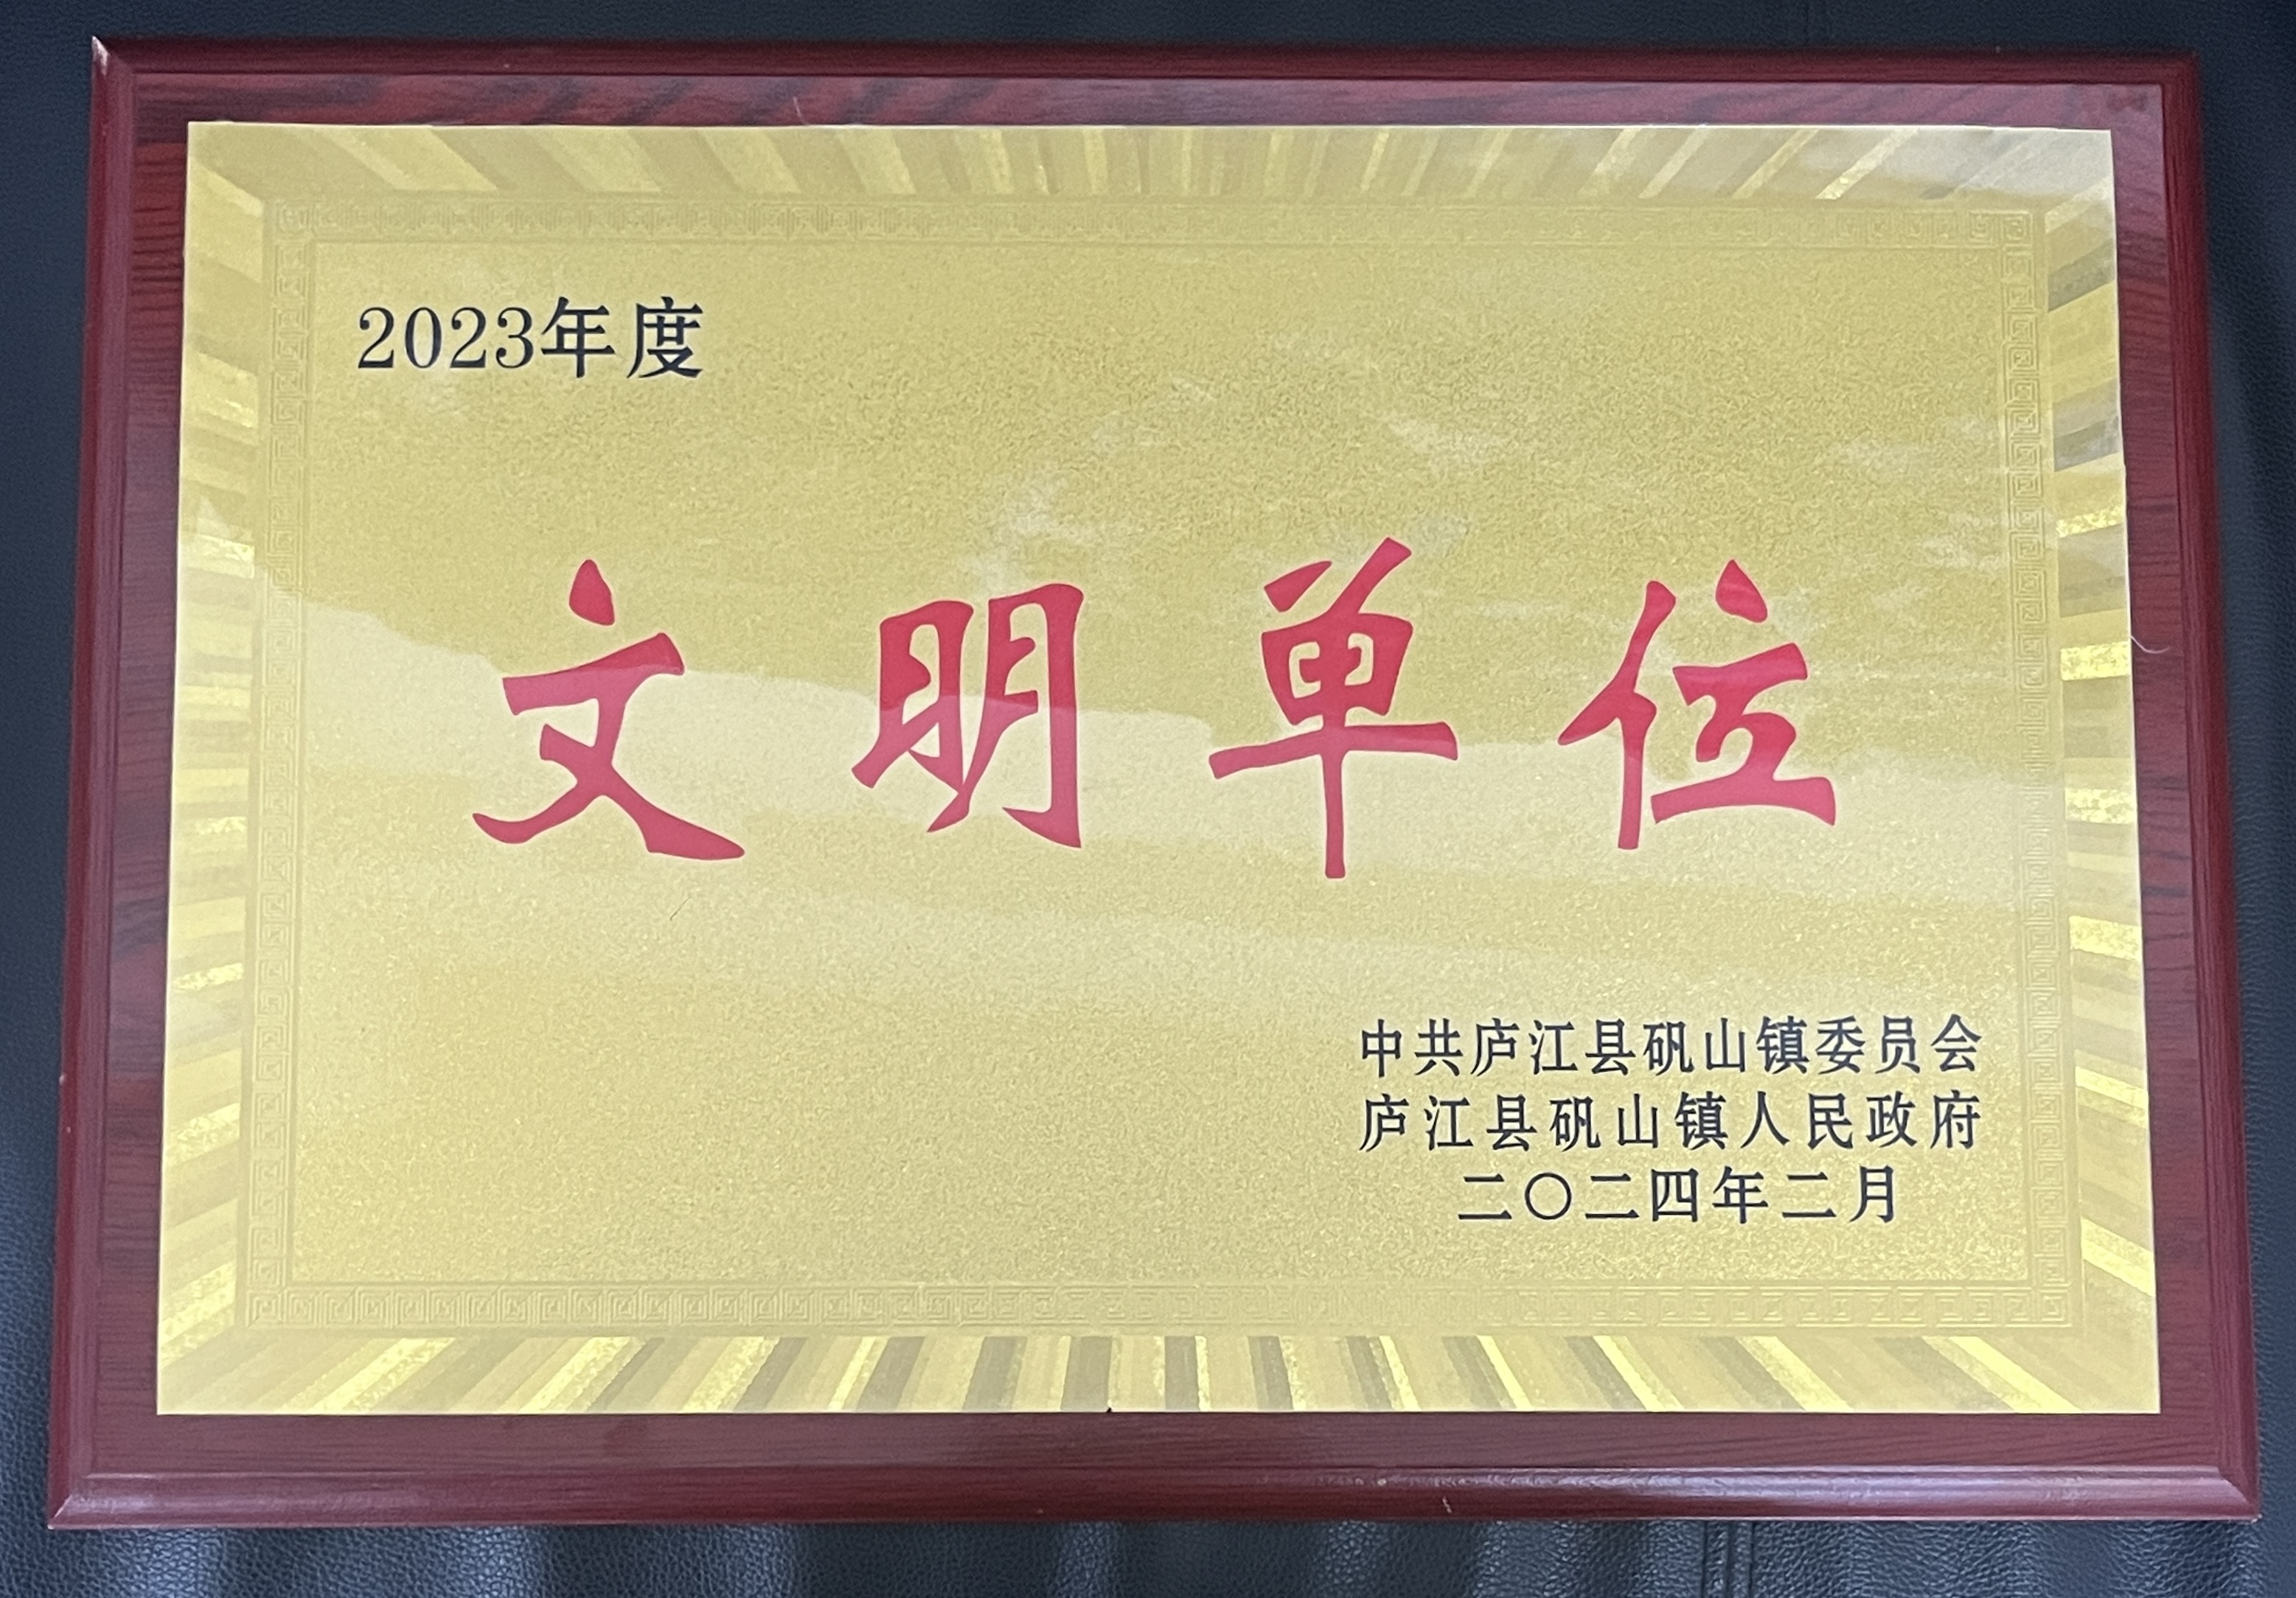 2023年度
文明单位
中共庐江县矾山镇委员会
庐江县矾山镇人民政府
二〇二四年二月